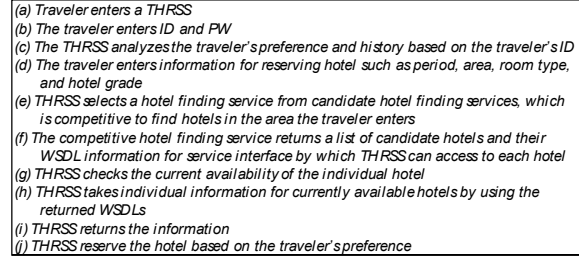 (a) Traveler enters a THRSS
(b) The traveler enters ID and PW
(c) The THRSS analyzes the traveler's preference and history based on the traveler's ID
(d) The traveler enters information for reserving hotel such as period, area, room type,
and hotel grade
(e) THRSS selects a hotel finding service from candidate hotel finding services, which
is competitive to find hotels in the area the traveler enters
(f) The competitive hotel finding service returns a list of candidate hotels and their
WSDL information for service interface by which THRSS can access to each hotel
(g) THRSS checks the current availability of the individual hotel
(h) THRSS takes individual information for currently available hotels by using the
returned WSDLs
(i) THRSS returns the information
(j) THRSS reserve the hotel based on the traveler's preference